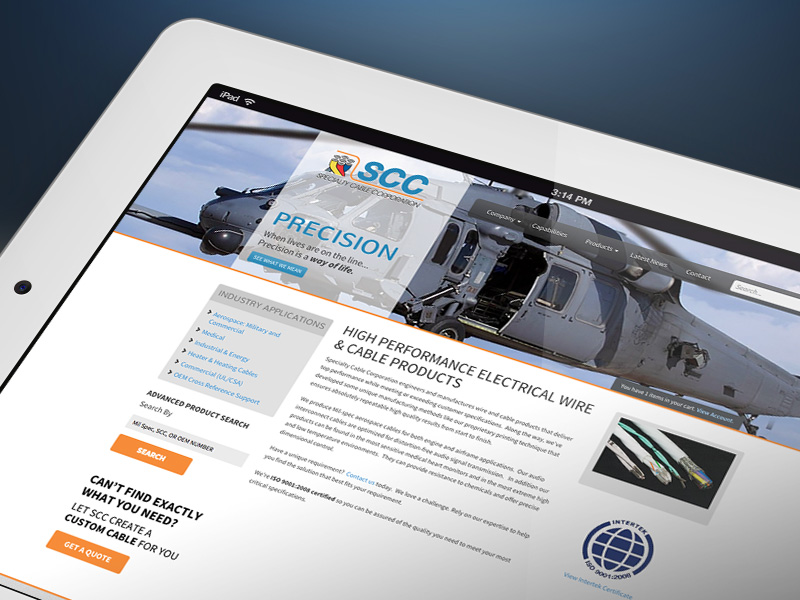 iPad
3:14 PM
SCC
SPECIALTY CABLE CORPORATION
Company
Capabilities
Products
Latest News
Contact
Search...
PRECISION
When lives are on the line...
Precision is a way of life.
SEE WHAT WE MEAN
You have 3 items in your cart. View Account.
INDUSTRY APPLICATIONS
Aerospace: Military and
Commercial
Medical
Industrial & Energy
Heater & Heating Cables
Commercial (UL/CSA)
OEM Cross Reference Support
ADVANCED PRODUCT SEARCH
Search By
Mil Spec, SCC, OR OEM NUMBER
SEARCH
CAN'T FIND EXACTLY
WHAT YOU NEED?
LET SCC CREATE A
CUSTOM CABLE FOR YOU
GET A QUOTE
HIGH PERFORMANCE ELECTRICAL WIRE
& CABLE PRODUCTS
Specialty Cable Corporation engineers and manufactures wire and cable products that deliver
top performance while meeting or exceeding customer specifications. Along the way, we've
developed some unique manufacturing methods like our proprietary printing technique that
ensures absolutely repeatable high quality results from start to finish.
We produce Mil-spec aerospace cables for both engine and airframe applications. Our audio
interconnect cables are optimized for distortion-free audio signal transmission. In addition our
products can be found in the most sensitive medical heart monitors and in the most extreme high
and low temperature environments. They can provide resistance to chemicals and offer precise
dimensional control.
Have a unique requirement? Contact us today. We love a challenge. Rely on our expertise to help
you find the solution that best fits your requirement.
We're ISO 9001:2008 certified so you can be assured of the quality you need to meet your most
critical specifications.
INTERTEK
ISO 9001:2008
View Intertek Certificate